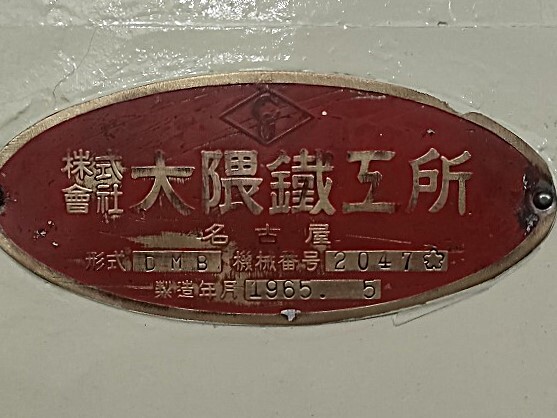 株式會社 大隈鐵工所
名古屋
形式 DMB 機械番号 2047
製造年月 1965. 5